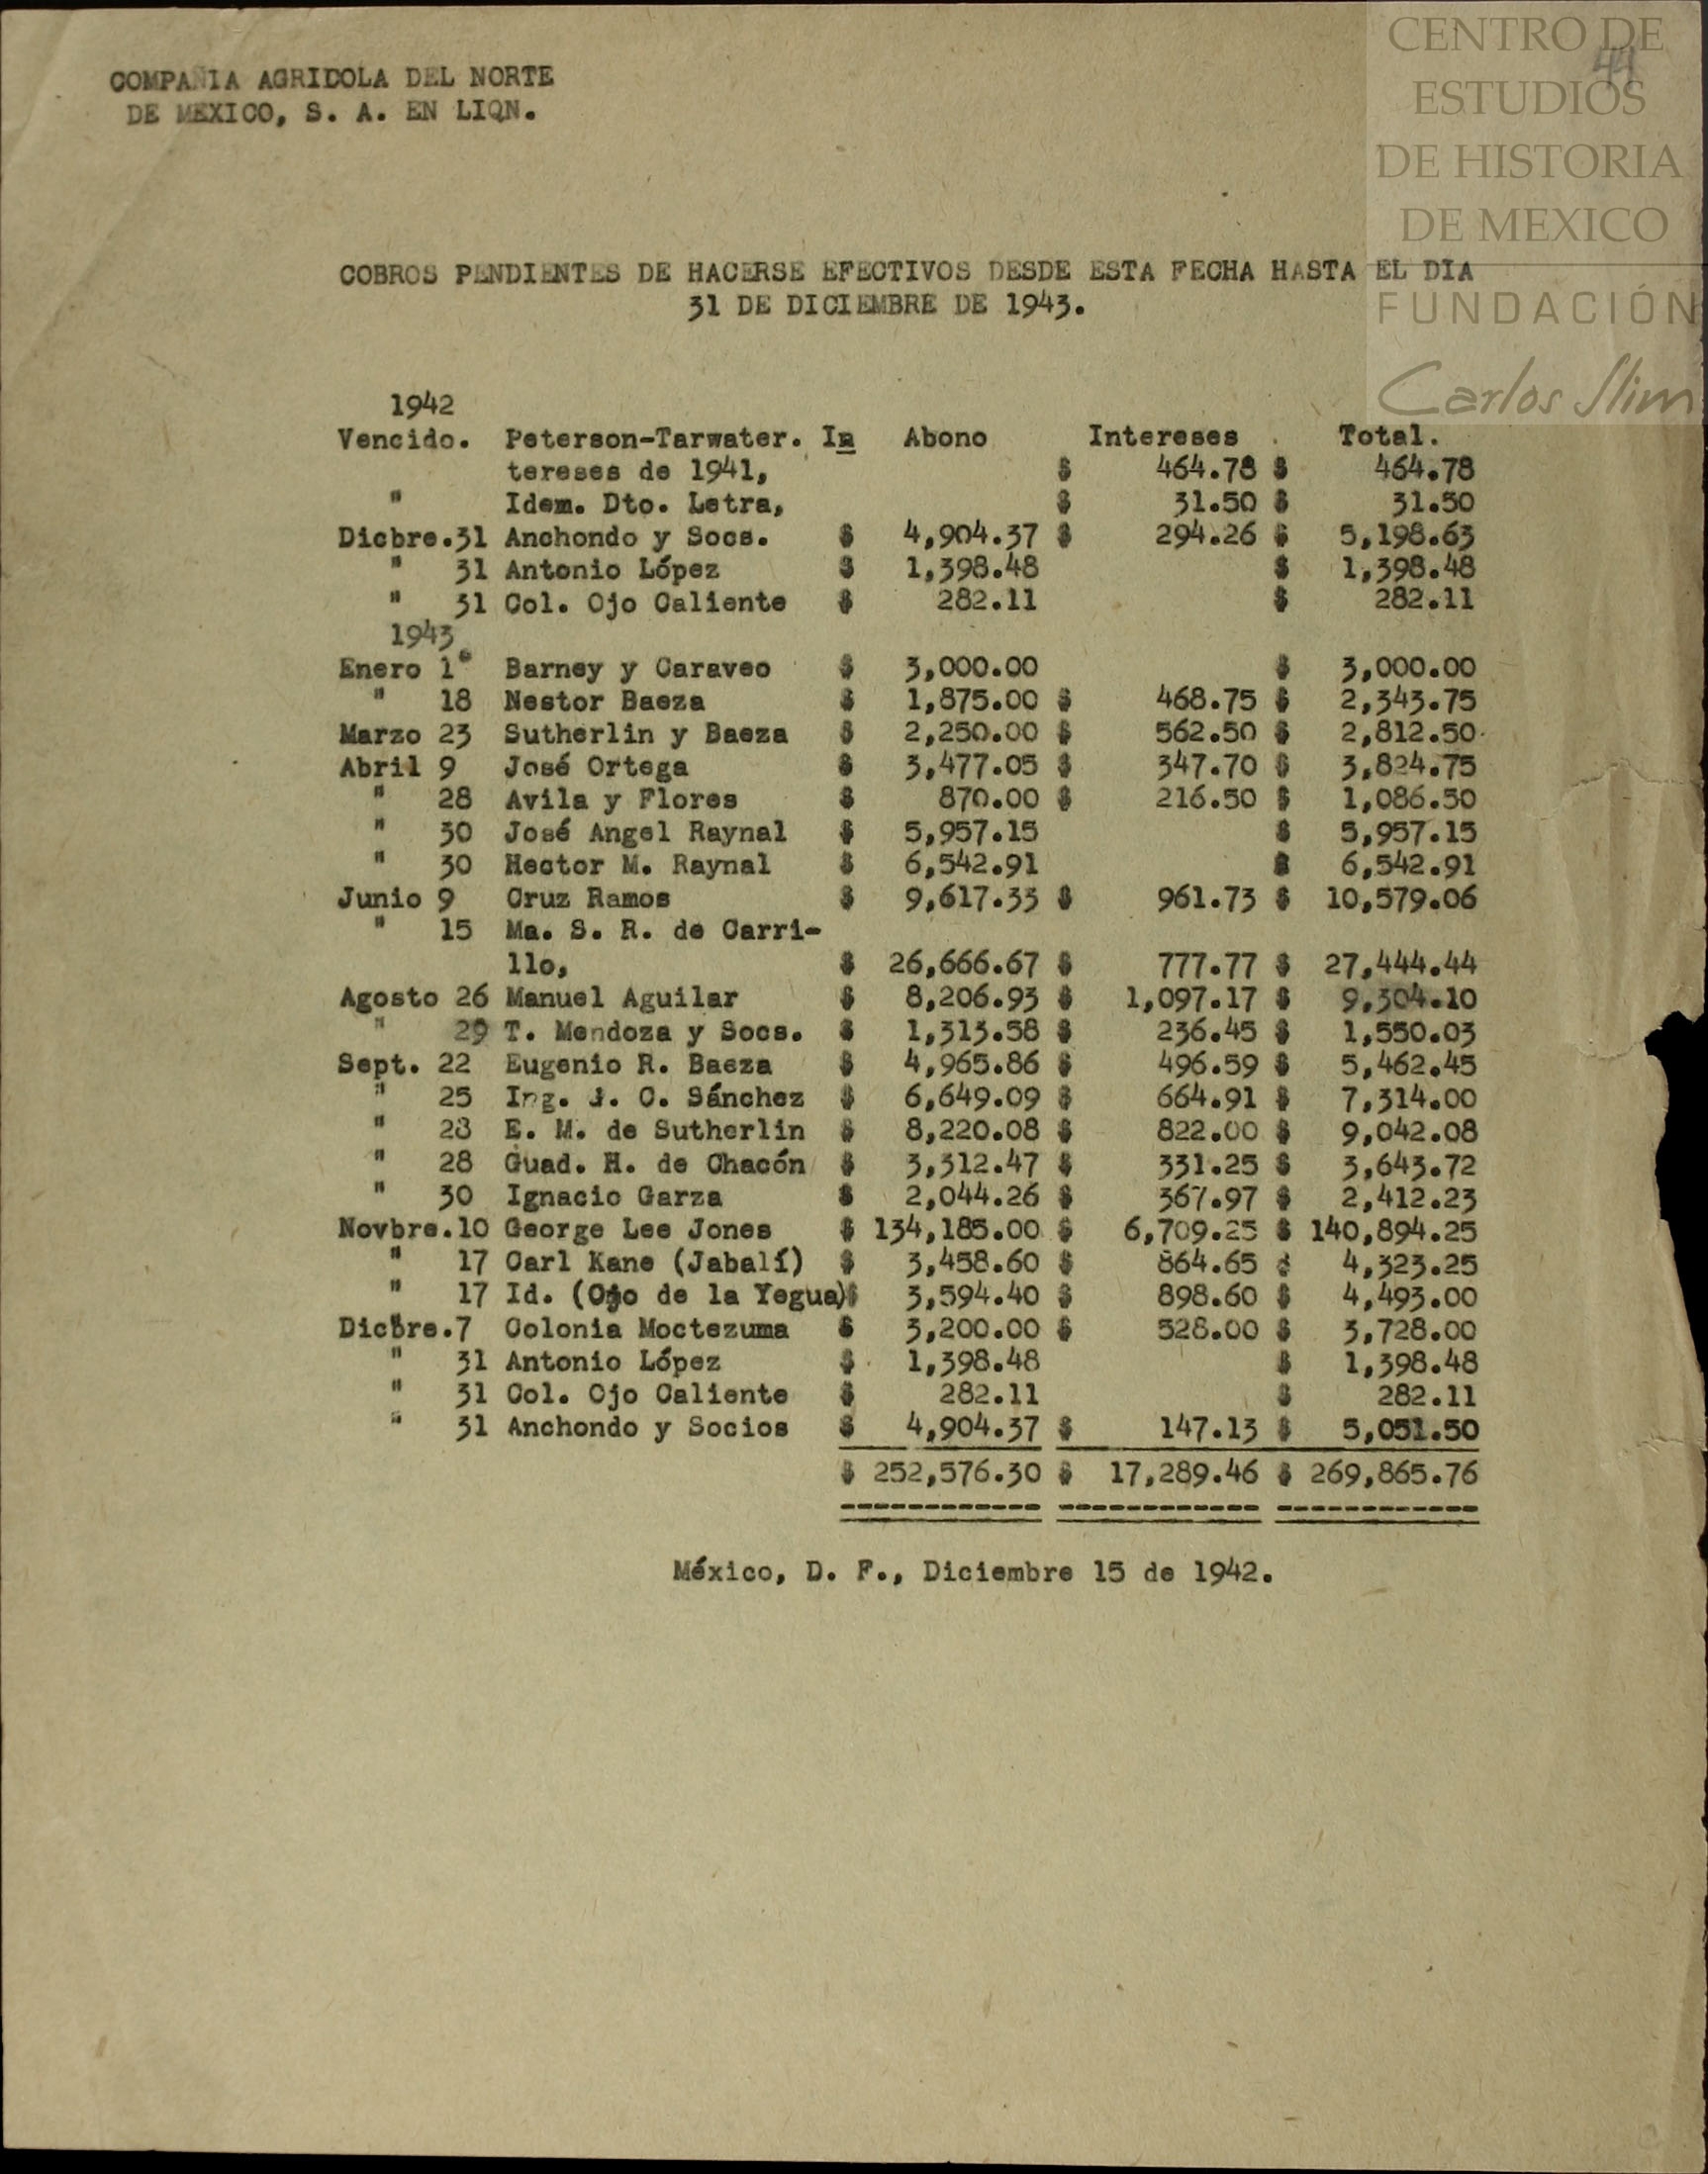 CENTRO DE
ESTUDIOS
DE HISTORIA
DE MEXICO
FUNDACIÓN
Carlos Slim
44
COMPAÑIA AGRICOLA DEL NORTE
DE MEXICO, S. A. EN LIQN.
COBROS PENDIENTES DE HACERSE EFECTIVOS DESDE ESTA FECHA HASTA EL DIA
31 DE DICIEMBRE DE 1943.
1942
Vencido. Peterson-Tarwater. In Abono Intereses . Total.
tereses de 1941, $ 464.78 $ 464.78
" Idem. Dto. Letra, $ 31.50 $ 31.50
Dicbre.31 Anchondo y Socs. $ 4,904.37 $ 294.26 $ 5,198.63
" 31 Antonio López $ 1,398.48 $ 1,398.48
" 31 Col. Ojo Caliente $ 282.11 $ 282.11
1943
Enero 1° Barney y Caraveo $ 3,000.00 $ 3,000.00
" 18 Nestor Baeza $ 1,875.00 $ 468.75 $ 2,343.75
Marzo 23 Sutherlin y Baeza $ 2,250.00 $ 562.50 $ 2,812.50
Abril 9 José Ortega $ 3,477.05 $ 347.70 $ 3,824.75
" 28 Avila y Flores $ 870.00 $ 216.50 $ 1,086.50
" 30 José Angel Raynal $ 5,957.15 $ 5,957.15
" 30 Hector M. Raynal $ 6,542.91 $ 6,542.91
Junio 9 Cruz Ramos $ 9,617.33 $ 961.73 $ 10,579.06
" 15 Ma. S. R. de Carri-
llo, $ 26,666.67 $ 777.77 $ 27,444.44
Agosto 26 Manuel Aguilar $ 8,206.93 $ 1,097.17 $ 9,304.10
" 29 T. Mendoza y Socs. $ 1,313.58 $ 236.45 $ 1,550.03
Sept. 22 Eugenio R. Baeza $ 4,965.86 $ 496.59 $ 5,462.45
" 25 Ing. J. C. Sánchez $ 6,649.09 $ 664.91 $ 7,314.00
" 28 E. M. de Sutherlin $ 8,220.08 $ 822.00 $ 9,042.08
" 28 Guad. H. de Chacón $ 3,312.47 $ 331.25 $ 3,643.72
" 30 Ignacio Garza $ 2,044.26 $ 367.97 $ 2,412.23
Novbre.10 George Lee Jones $ 134,185.00 $ 6,709.25 $ 140,894.25
" 17 Carl Kane (Jabalí) $ 3,458.60 $ 864.65 $ 4,323.25
" 17 Id. (Ojo de la Yegua)$ 3,594.40 $ 898.60 $ 4,493.00
Dicbre.7 Colonia Moctezuma $ 3,200.00 $ 528.00 $ 3,728.00
" 31 Antonio López $ 1,398.48 $ 1,398.48
" 31 Col. Ojo Caliente $ 282.11 $ 282.11
" 31 Anchondo y Socios $ 4,904.37 $ 147.13 $ 5,051.50
$ 252,576.30 $ 17,289.46 $ 269,865.76
México, D. F., Diciembre 15 de 1942.